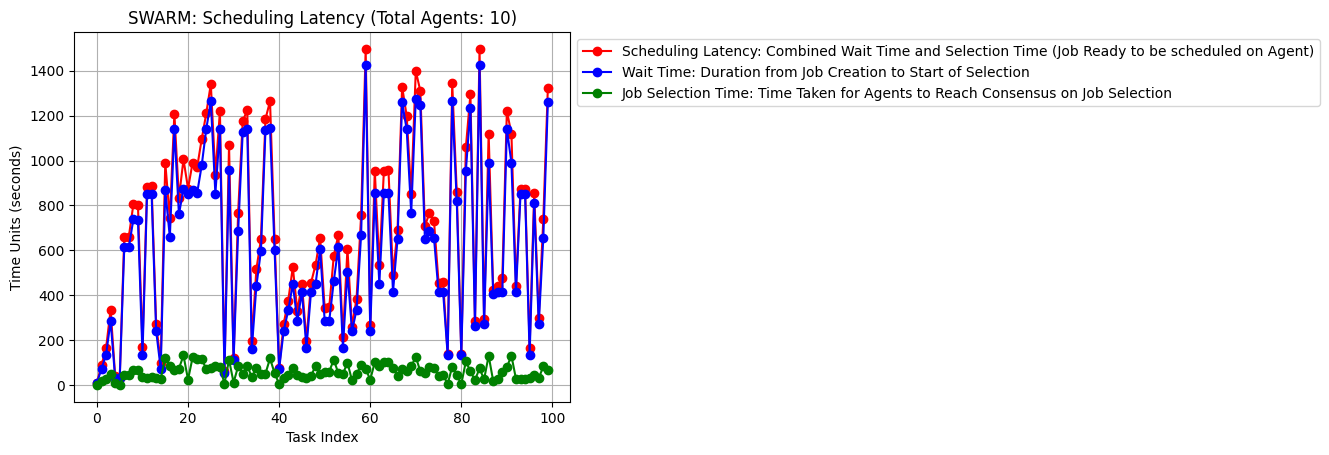 SWARM: Scheduling Latency (Total Agents: 10)
Scheduling Latency: Combined Wait Time and Selection Time (Job Ready to be scheduled on Agent)
Wait Time: Duration from Job Creation to Start of Selection
Job Selection Time: Time Taken for Agents to Reach Consensus on Job Selection
Time Units (seconds)
1400
1200
1000
800
600
400
200
0
0 20 40 60 80 100
Task Index